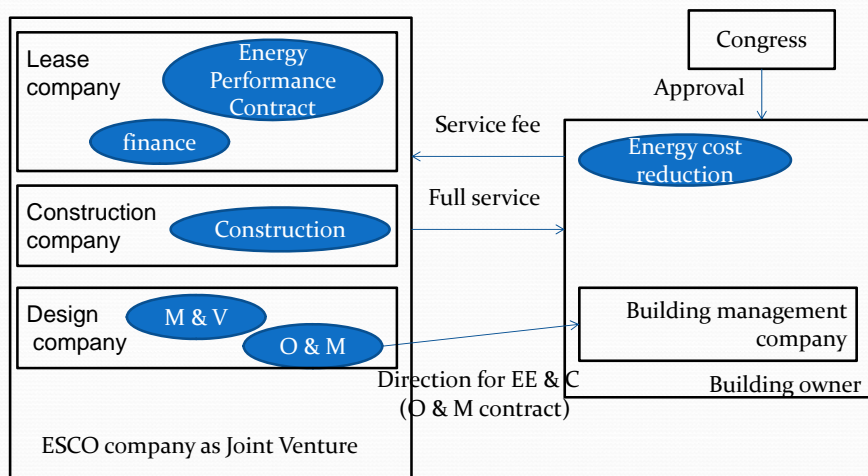 Lease
company
Energy
Performance
Contract
finance
Construction
company
Construction
Design
company
M & V
O & M
ESCO company as Joint Venture
Service fee
Full service
Direction for EE & C
(O & M contract)
Congress
Approval
Energy cost
reduction
Building management
company
Building owner